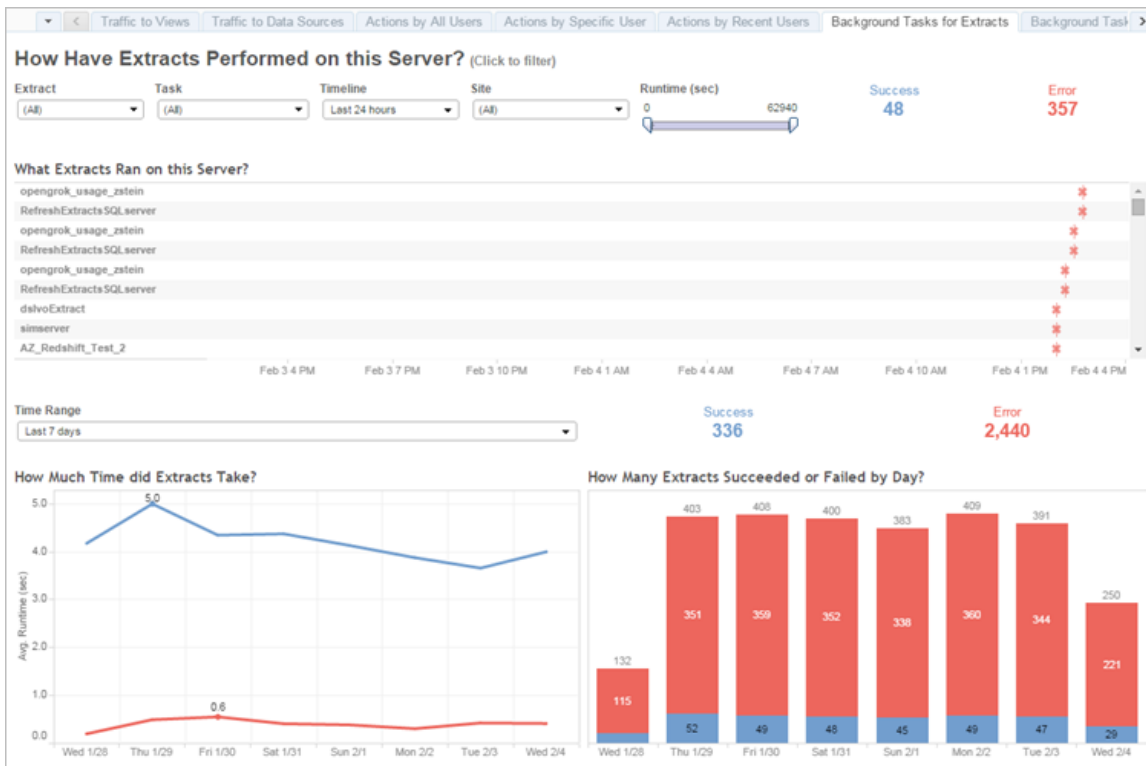 Traffic to Views Traffic to Data Sources Actions by All Users Actions by Specific User Actions by Recent Users Background Tasks for Extracts Background Task
How Have Extracts Performed on this Server? (Click to filter)
Extract Task Timeline Site Runtime (sec) Success Error
(All) (All) Last 24 hours (All) 0 62940 48 357
What Extracts Ran on this Server?
opengrok_usage_zstein
RefreshExtractsSQLserver
opengrok_usage_zstein
RefreshExtractsSQLserver
opengrok_usage_zstein
RefreshExtractsSQLserver
dslvoExtract
simserver
AZ_Redshift_Test_2
Feb 3 4 PM Feb 3 7 PM Feb 3 10 PM Feb 4 1 AM Feb 4 4 AM Feb 4 7 AM Feb 4 10 AM Feb 4 1 PM Feb 4 4 PM
Time Range Success Error
Last 7 days 336 2,440
How Much Time did Extracts Take?
5.0
5.0
4.0
3.0
2.0
1.0
0.6
0.0
Avg. Runtime (sec)
Wed 1/28 Thu 1/29 Fri 1/30 Sat 1/31 Sun 2/1 Mon 2/2 Tue 2/3 Wed 2/4
How Many Extracts Succeeded or Failed by Day?
132 403 408 400 383 409 391 250
115 351 359 352 338 360 344 221
52 49 48 45 49 47 29
Wed 1/28 Thu 1/29 Fri 1/30 Sat 1/31 Sun 2/1 Mon 2/2 Tue 2/3 Wed 2/4